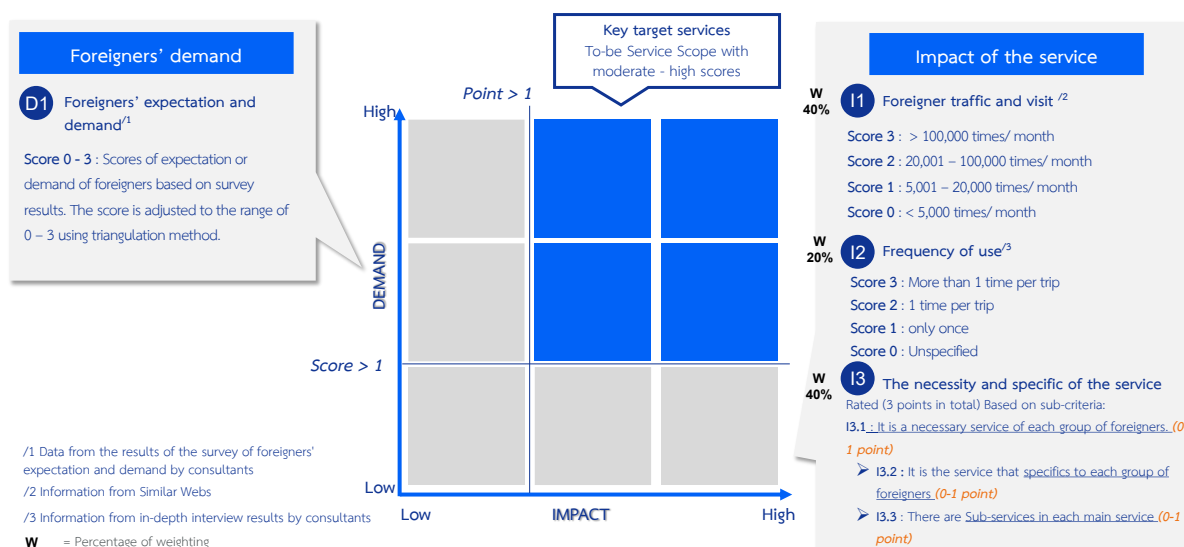 Foreigners' demand
D1
Foreigners' expectation and
demand/1
Score 0 - 3 : Scores of expectation or
demand of foreigners based on survey
results. The score is adjusted to the range of
0 – 3 using triangulation method.
/1 Data from the results of the survey of foreigners'
expectation and demand by consultants
/2 Information from Similar Webs
/3 Information from in-depth interview results by consultants
W = Percentage of weighting
Key target services
To-be Service Scope with
moderate - high scores
Point > 1
High
DEMAND
Score > 1
Low
Low
IMPACT
High
Impact of the service
W
40%
I1
Foreigner traffic and visit /2
Score 3 : > 100,000 times/ month
Score 2 : 20,001 – 100,000 times/ month
Score 1 : 5,001 – 20,000 times/ month
Score 0 : < 5,000 times/ month
W
20%
I2
Frequency of use/3
Score 3 : More than 1 time per trip
Score 2 : 1 time per trip
Score 1 : only once
Score 0 : Unspecified
W
40%
I3
The necessity and specific of the service
Rated (3 points in total) Based on sub-criteria:
I3.1 : It is a necessary service of each group of foreigners. (0
1 point)
➢ I3.2 : It is the service that specifics to each group of
foreigners (0-1 point)
➢ I3.3 : There are Sub-services in each main service (0-1
point)